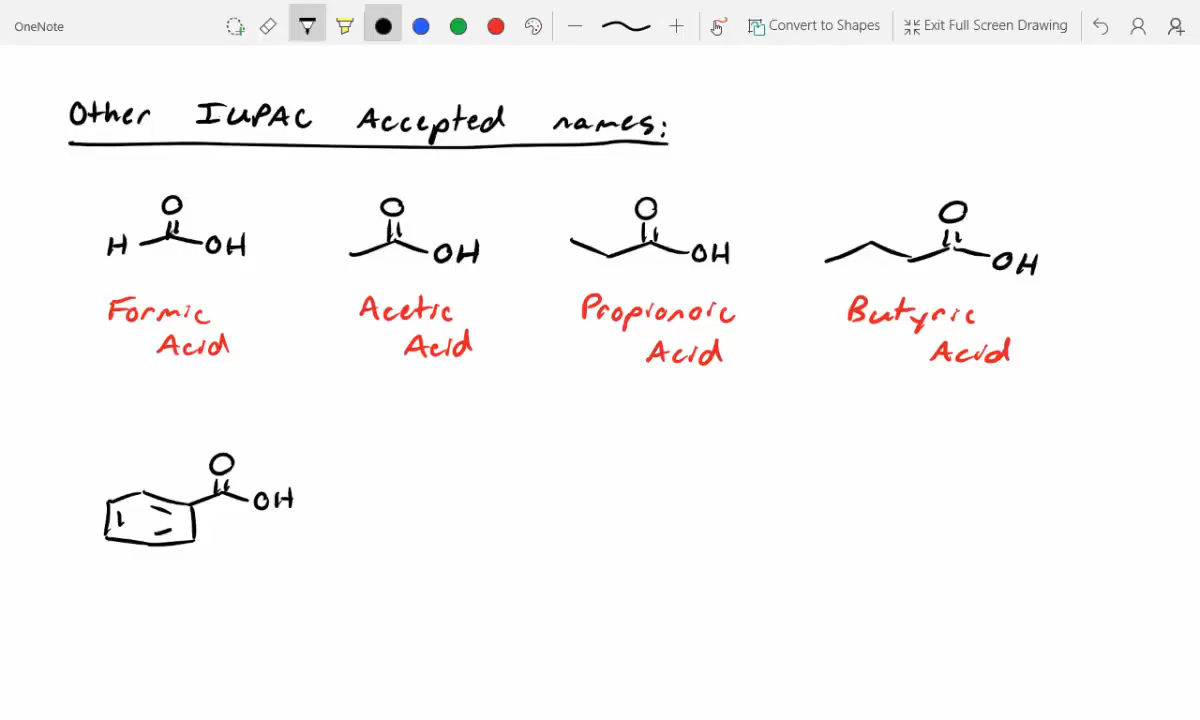 OneNote
Convert to Shapes
Exit Full Screen Drawing
Other IUPAC Accepted names:
O
H OH
O
OH
O
OH
O
OH
Formic
Acid
Acetic
Acid
Propionoic
Acid
Butyric
Acid
O
OH